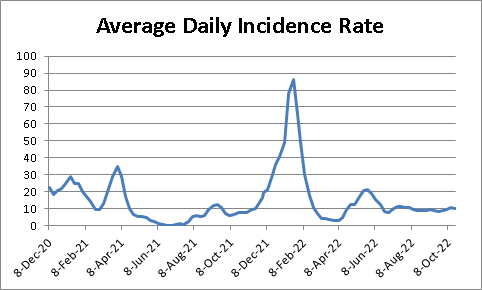 Average Daily Incidence Rate
100
90
80
70
60
50
40
30
20
10
0
8-Dec-20
8-Feb-21
8-Apr-21
8-Jun-21
8-Aug-21
8-Oct-21
8-Dec-21
8-Feb-22
8-Apr-22
8-Jun-22
8-Aug-22
8-Oct-22